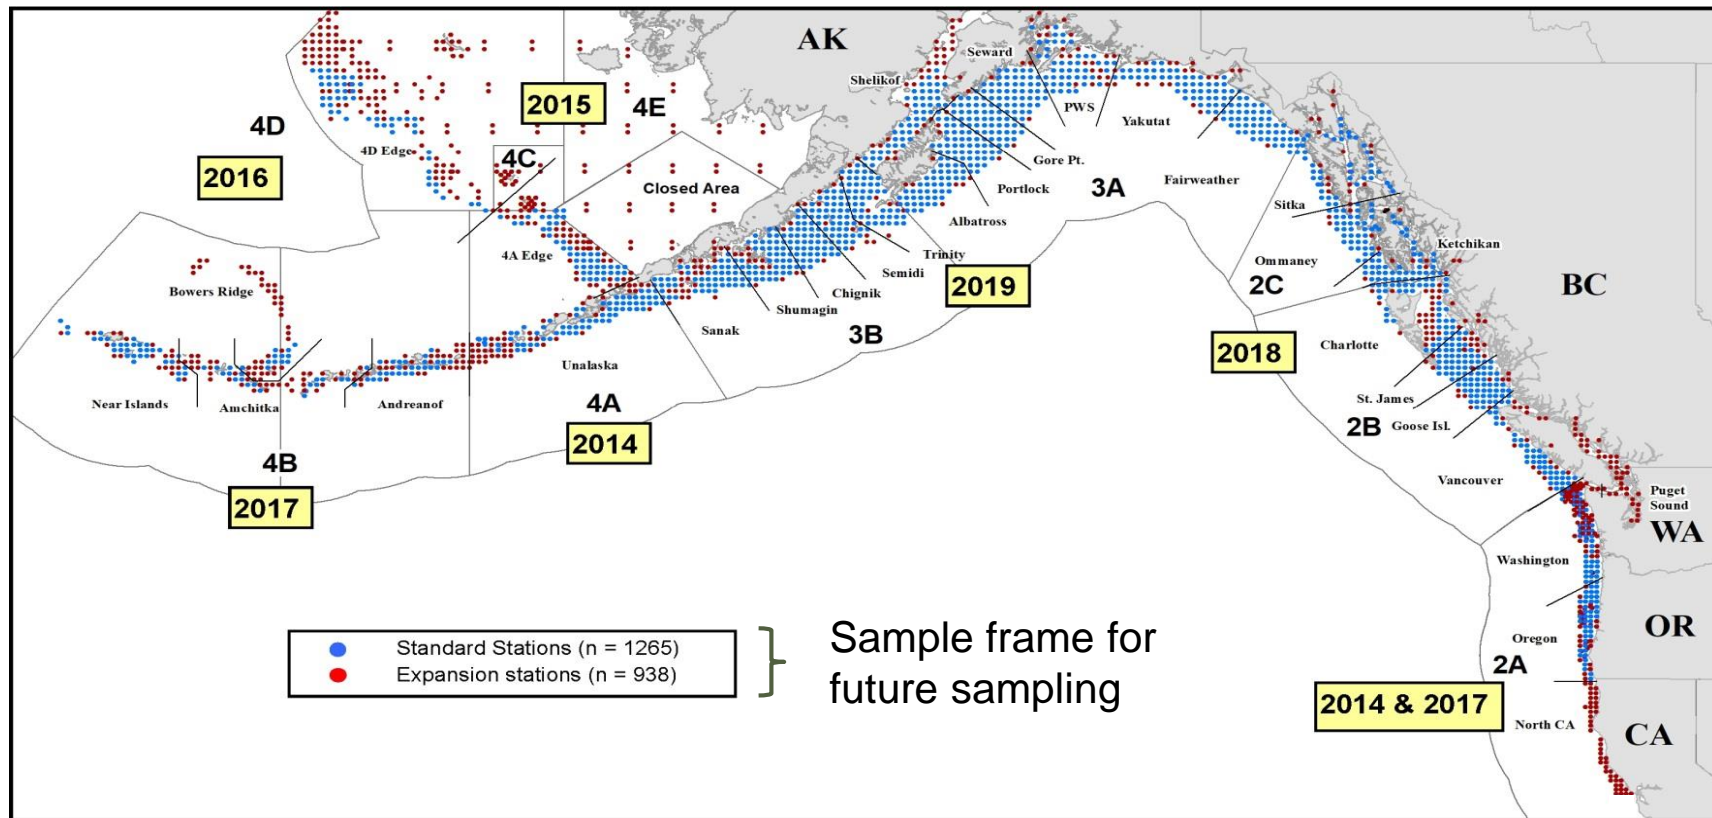 AK
Seward
Shelikof
2015
4E
PWS
Yakutat
4D
4D Edge
4C
2016
Closed Area
Gore Pt.
Portlock
3A
Fairweather
Albatross
Sitka
4A Edge
Trinity
Semidi
Ketchikan
Ommaney
2C
Bowers Ridge
Chignik
2019
BC
Shumagin
Sanak
3B
Charlotte
2018
Unalaska
Near Islands
Amchitka
Andreanof
4A
St. James
2B
Goose Isl.
2014
4B
2017
Vancouver
Puget
Sound
WA
Washington
OR
Oregon
2A
Standard Stations (n = 1265)
Expansion stations (n = 938)
Sample frame for
future sampling
2014 & 2017
North CA
CA